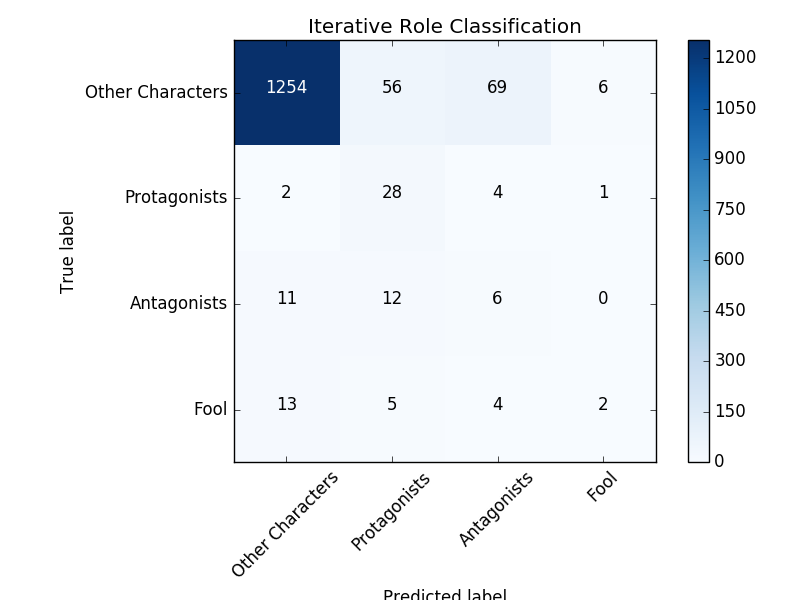 Iterative Role Classification
Other Characters 1254 56 69 6
Protagonists 2 28 4 1
Antagonists 11 12 6 0
Fool 13 5 4 2
True label
Other Characters Protagonists Antagonists Fool
Predicted label
1200
1050
900
750
600
450
300
150
0